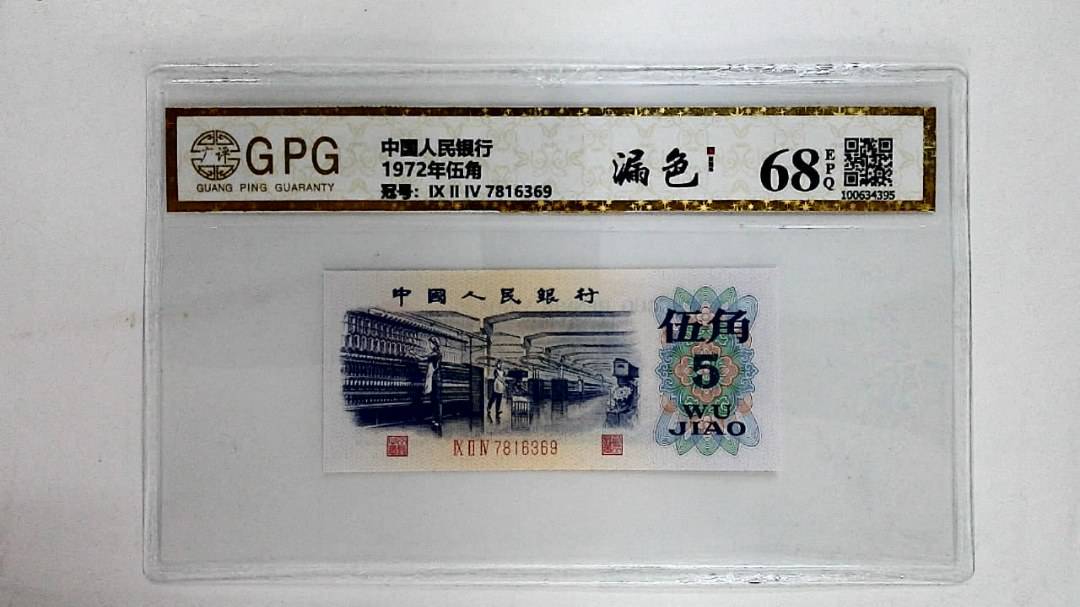 广评
GPG
GUANG PING GUARANTY
中国人民银行
1972年伍角
冠号: IX II IV 7816369
漏色
68
EPQ
100634395
中國人民銀行
伍角
5
WU
JIAO
IX II IV 7816369